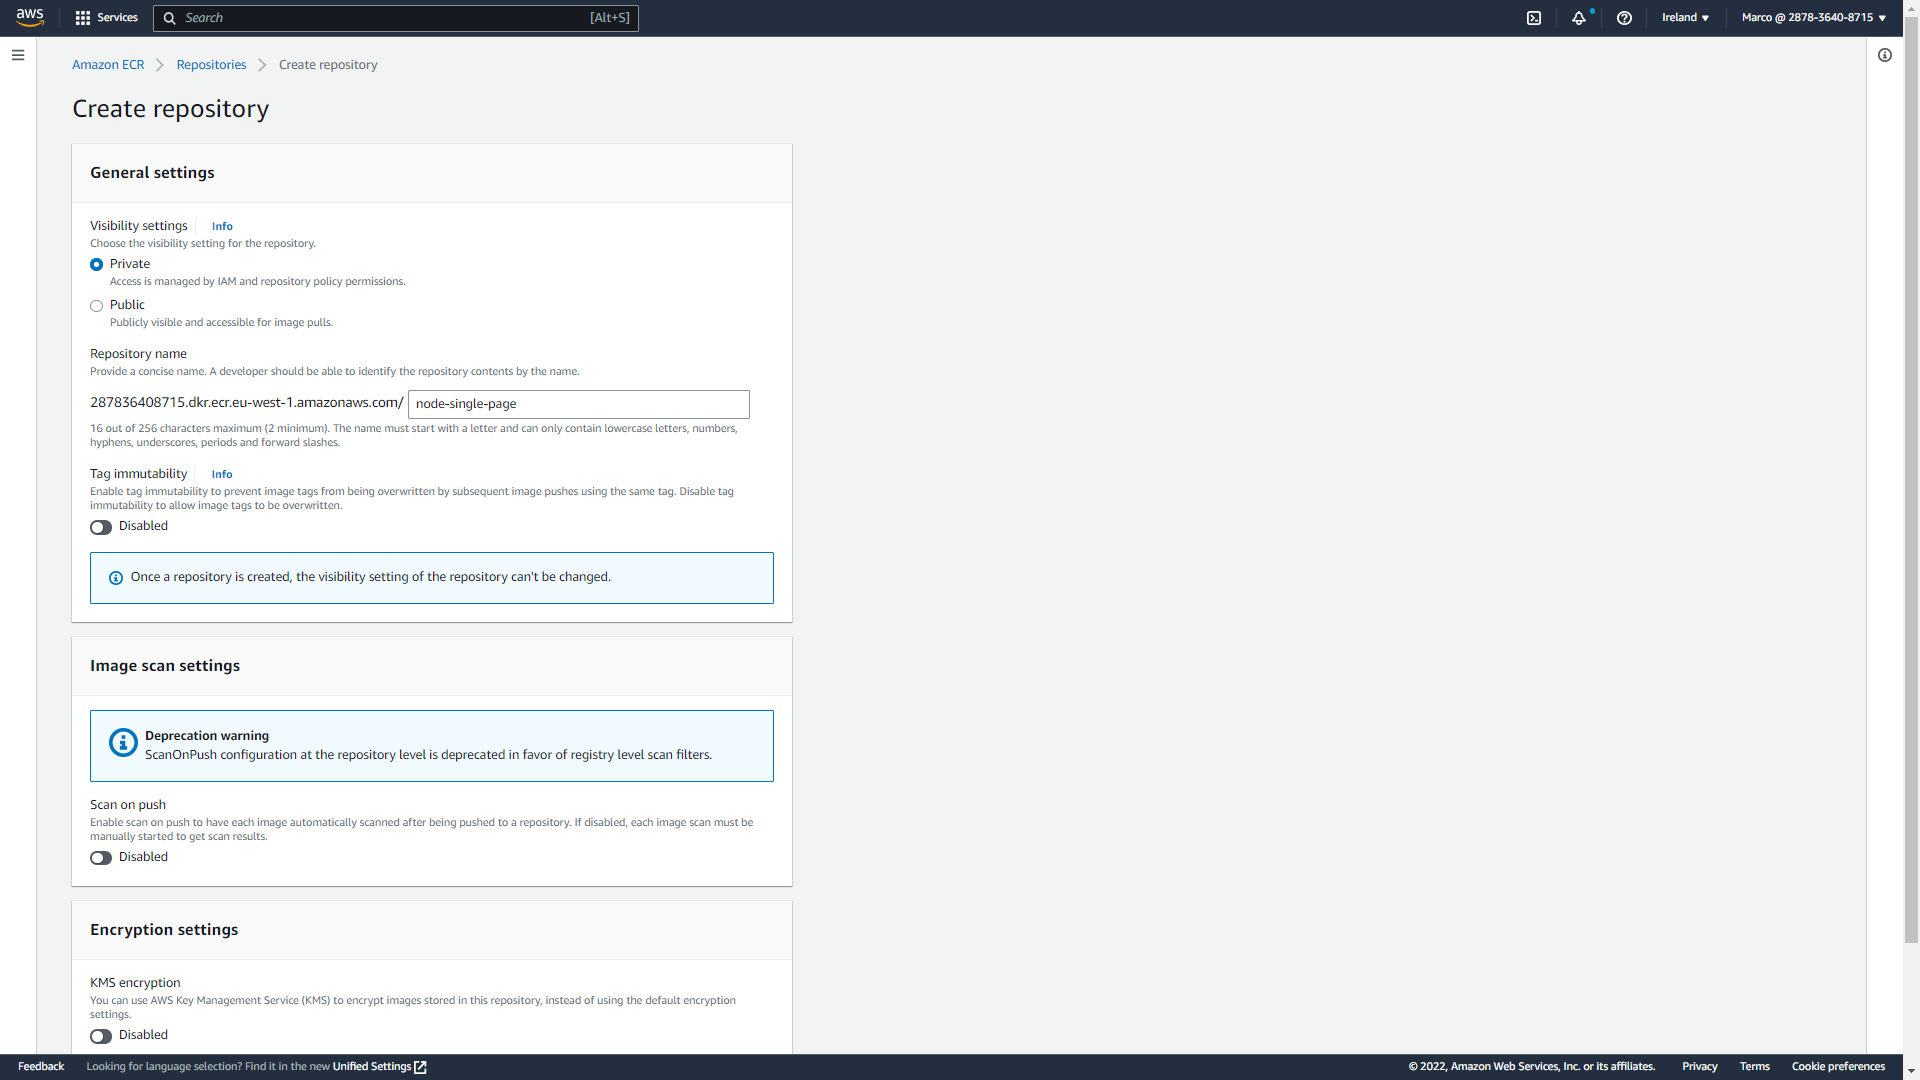 aws
Services
Search
[Alt+S]
Ireland
Marco @ 2878-3640-8715
Amazon ECR
Repositories
Create repository
Create repository
General settings
Visibility settings
Info
Choose the visibility setting for the repository.
Private
Access is managed by IAM and repository policy permissions.
Public
Publicly visible and accessible for image pulls.
Repository name
Provide a concise name. A developer should be able to identify the repository contents by the name.
287836408715.dkr.ecr.eu-west-1.amazonaws.com/
node-single-page
16 out of 256 characters maximum (2 minimum). The name must start with a letter and can only contain lowercase letters, numbers,
hyphens, underscores, periods and forward slashes.
Tag immutability
Info
Enable tag immutability to prevent image tags from being overwritten by subsequent image pushes using the same tag. Disable tag
immutability to allow image tags to be overwritten.
Disabled
Once a repository is created, the visibility setting of the repository can't be changed.
Image scan settings
Deprecation warning
ScanOnPush configuration at the repository level is deprecated in favor of registry level scan filters.
Scan on push
Enable scan on push to have each image automatically scanned after being pushed to a repository. If disabled, each image scan must be
manually started to get scan results.
Disabled
Encryption settings
KMS encryption
You can use AWS Key Management Service (KMS) to encrypt images stored in this repository, instead of using the default encryption
settings.
Disabled
Feedback
Looking for language selection? Find it in the new Unified Settings
© 2022, Amazon Web Services, Inc. or its affiliates.
Privacy
Terms
Cookie preferences